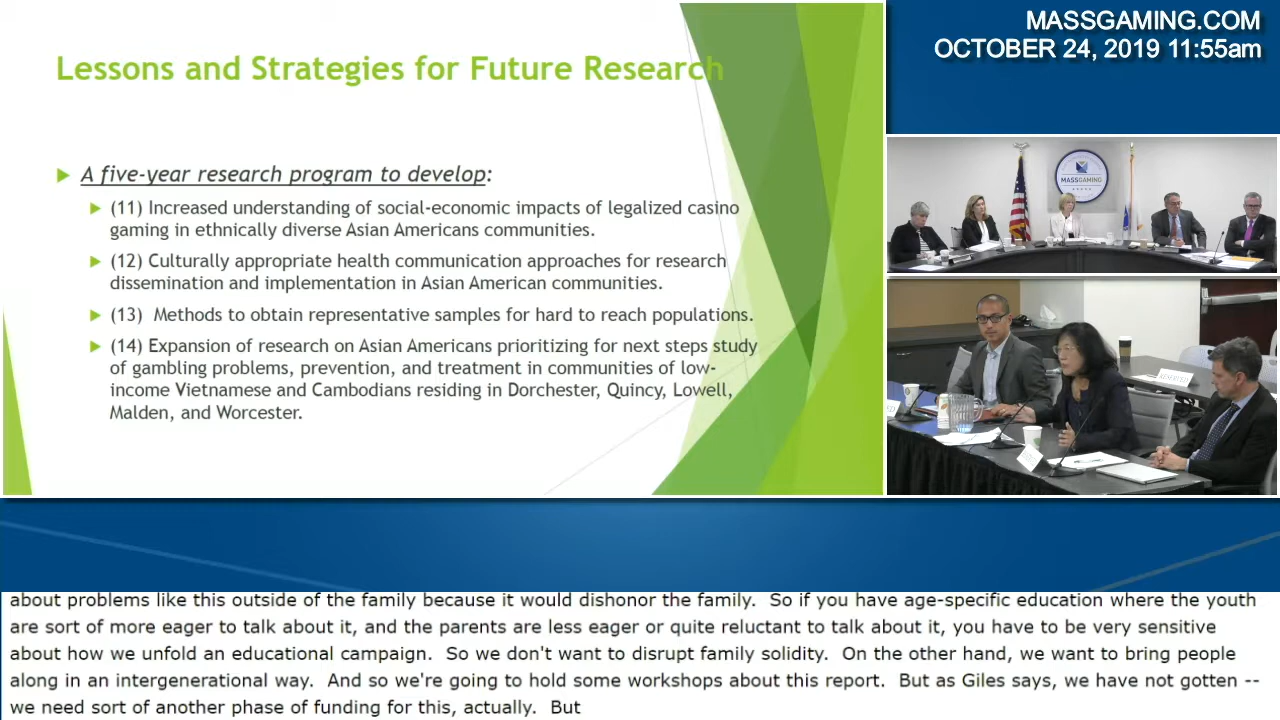 Lessons and Strategies for Future Research
A five-year research program to develop:
(11) Increased understanding of social-economic impacts of legalized casino
gaming in ethnically diverse Asian Americans communities.
(12) Culturally appropriate health communication approaches for research
dissemination and implementation in Asian American communities.
(13) Methods to obtain representative samples for hard to reach populations.
(14) Expansion of research on Asian Americans prioritizing for next steps study
of gambling problems, prevention, and treatment in communities of low-
income Vietnamese and Cambodians residing in Dorchester, Quincy, Lowell,
Malden, and Worcester.
MASSGAMING.COM
OCTOBER 24, 2019 11:55am
MASSGAMING
RESERVED
about problems like this outside of the family because it would dishonor the family. So if you have age-specific education where the youth
are sort of more eager to talk about it, and the parents are less eager or quite reluctant to talk about it, you have to be very sensitive
about how we unfold an educational campaign. So we don't want to disrupt family solidity. On the other hand, we want to bring people
along in an intergenerational way. And so we're going to hold some workshops about this report. But as Giles says, we have not gotten --
we need sort of another phase of funding for this, actually. But